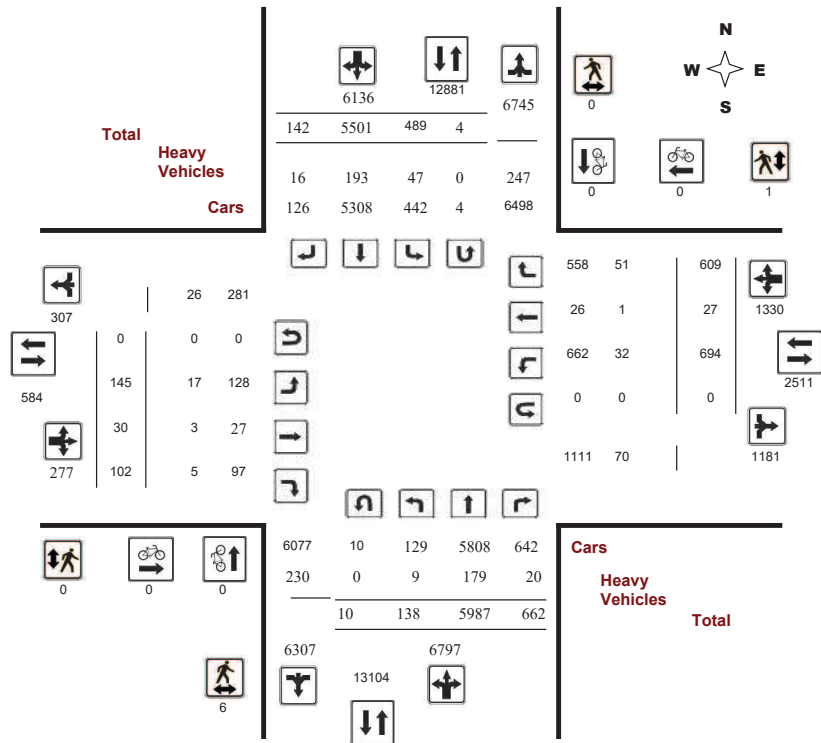 N
W E
S
6136 12881 6745
0
142 5501 489 4
Total
Heavy
Vehicles
16 193 47 0 247
0 0 1
Cars
126 5308 442 4 6498
26 281
307
0 0 0
584
145 17 128
30 3 27
277
102 5 97
558 51 609
26 1 27
1330
662 32 694
2511
0 0 0
1111 70 1181
0 0 0
6077 10 129 5808 642
230 0 9 179 20
10 138 5987 662
Cars
Heavy
Vehicles
Total
6307 6797
13104
6